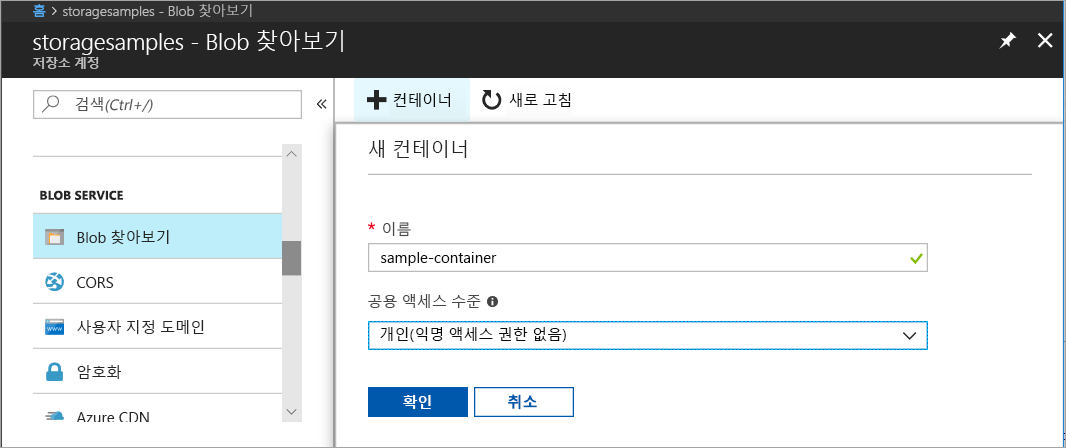 홈 > storagesamples - Blob 찾아보기
storagesamples - Blob 찾아보기
저장소 계정
검색(Ctrl+/)
«
BLOB SERVICE
Blob 찾아보기
CORS
사용자 지정 도메인
암호화
Azure CDN
컨테이너
새로 고침
새 컨테이너
* 이름
sample-container
공용 액세스 수준
개인(익명 액세스 권한 없음)
확인
취소